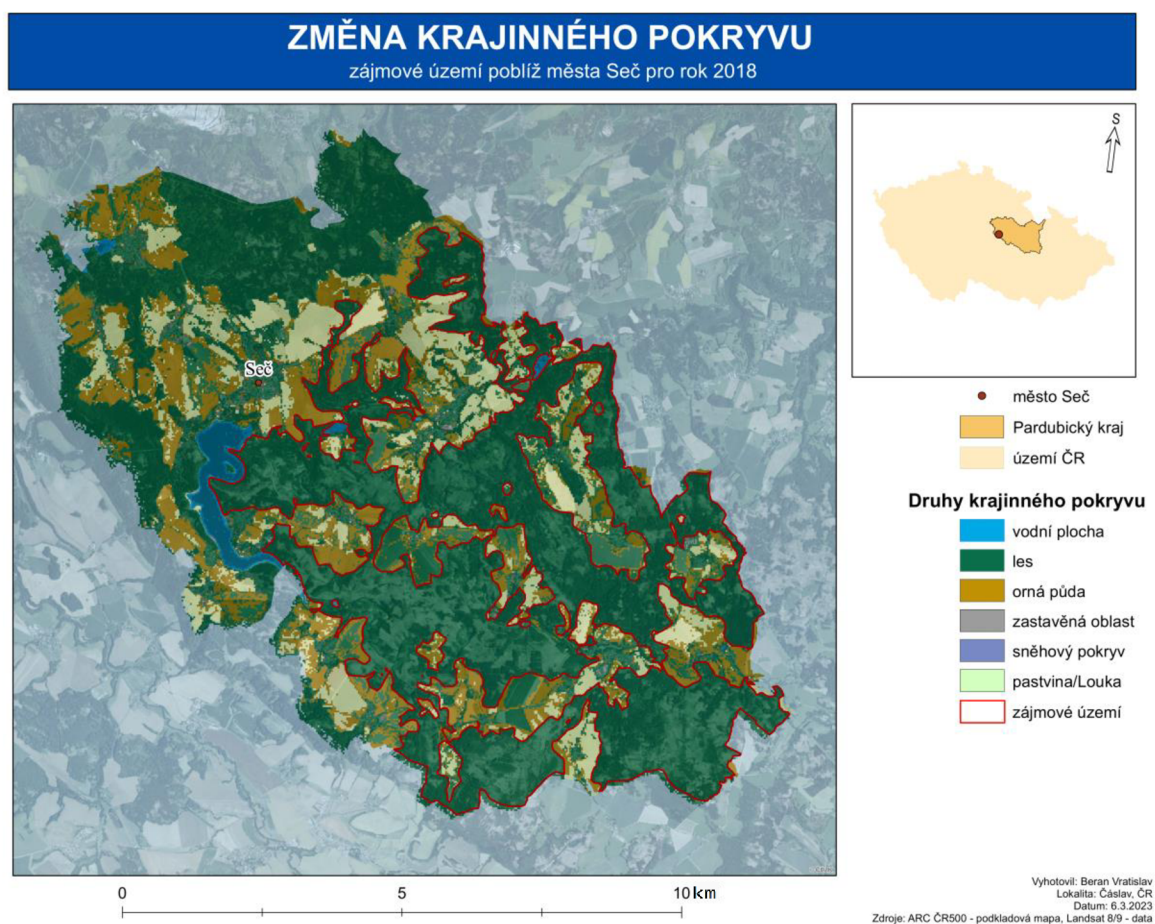 ZMĚNA KRAJINNÉHO POKRYVU
zájmové území poblíž města Seč pro rok 2018
S
Seč
město Seč
Pardubický kraj
území ČR
Druhy krajinného pokryvu
vodní plocha
les
orná půda
zastavěná oblast
sněhový pokryv
pastvina/Louka
zájmové území
0 5 10km
Vyhotovil: Beran Vratislav
Lokalita: Čáslav, ČR
Datum: 6.3.2023
Zdroje: ARC ČR500 - podkladová mapa, Landsat 8/9 - data